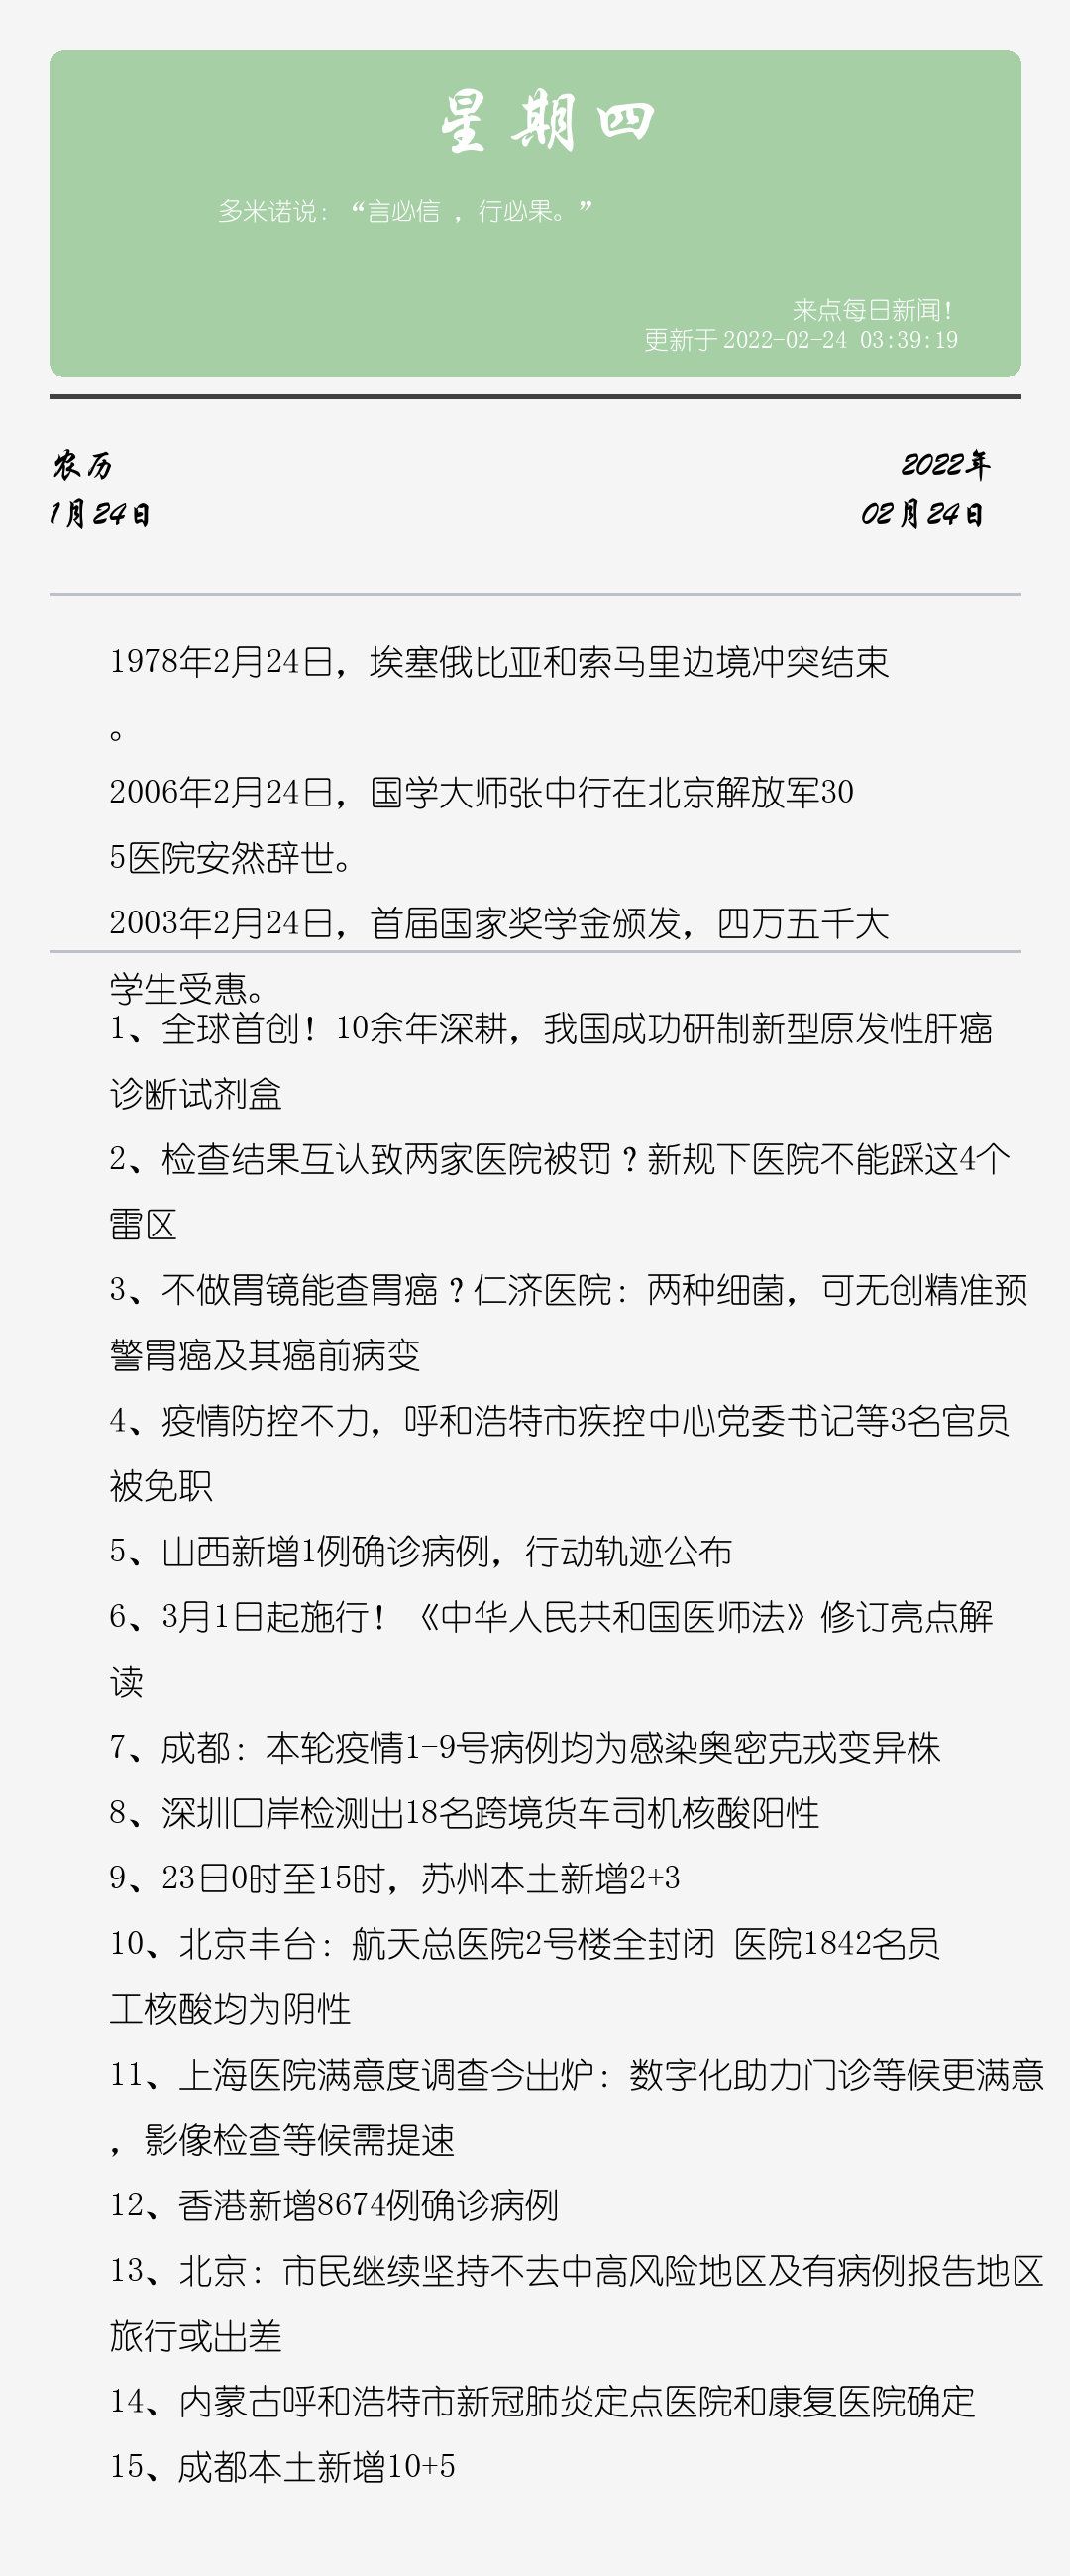 星期四
多米诺说：“言必信 ，行必果。”
来点每日新闻！
更新于 2022-02-24 03:39:19
农历
2022年
1月24日
02月24日
1978年2月24日，埃塞俄比亚和索马里边境冲突结束
。
2006年2月24日，国学大师张中行在北京解放军30
5医院安然辞世。
2003年2月24日，首届国家奖学金颁发，四万五千大
学生受惠。
1、全球首创！10余年深耕，我国成功研制新型原发性肝癌
诊断试剂盒
2、检查结果互认致两家医院被罚？新规下医院不能踩这4个
雷区
3、不做胃镜能查胃癌？仁济医院：两种细菌，可无创精准预
警胃癌及其癌前病变
4、疫情防控不力，呼和浩特市疾控中心党委书记等3名官员
被免职
5、山西新增1例确诊病例，行动轨迹公布
6、3月1日起施行！《中华人民共和国医师法》修订亮点解
读
7、成都：本轮疫情1-9号病例均为感染奥密克戎变异株
8、深圳口岸检测出18名跨境货车司机核酸阳性
9、23日0时至15时，苏州本土新增2+3
10、北京丰台：航天总医院2号楼全封闭 医院1842名员
工核酸均为阴性
11、上海医院满意度调查今出炉：数字化助力门诊等候更满意
，影像检查等候需提速
12、香港新增8674例确诊病例
13、北京：市民继续坚持不去中高风险地区及有病例报告地区
旅行或出差
14、内蒙古呼和浩特市新冠肺炎定点医院和康复医院确定
15、成都本土新增10+5